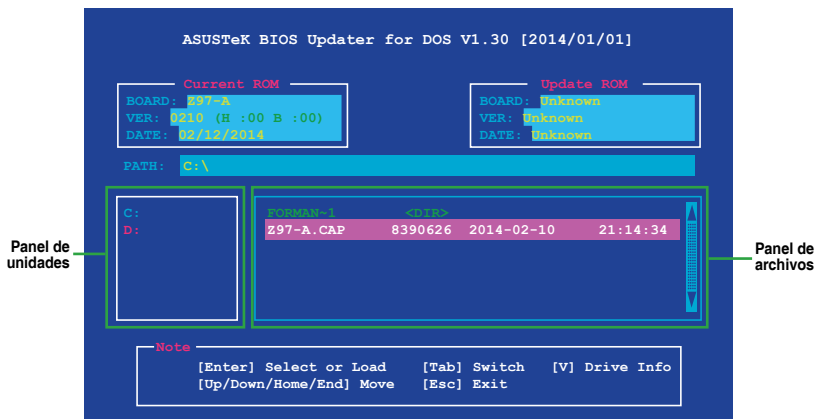 ASUSTeK BIOS Updater for DOS V1.30 [2014/01/01]
Current ROM
BOARD: Z97-A
VER: 0210 (H :00 B :00)
DATE: 02/12/2014
Update ROM
BOARD: Unknown
VER: Unknown
DATE: Unknown
PATH: C:\
C:
D:
FORMAN~1 <DIR>
Z97-A.CAP 8390626 2014-02-10 21:14:34
Panel de
unidades
Panel de
archivos
Note
[Enter] Select or Load [Tab] Switch [V] Drive Info
[Up/Down/Home/End] Move [Esc] Exit